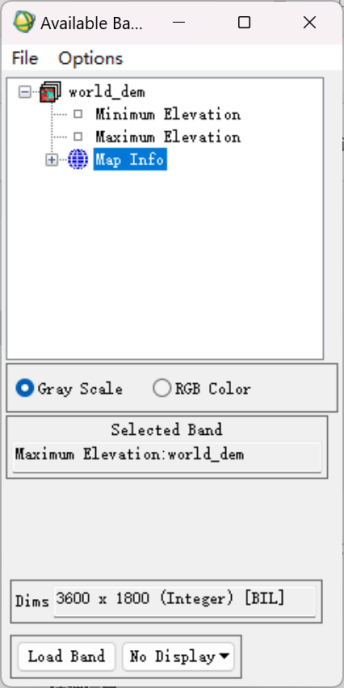 Available Ba...
File Options
world_dem
Minimum Elevation
Maximum Elevation
Map Info
Gray Scale RGB Color
Selected Band
Maximum Elevation:world_dem
Dims 3600 x 1800 (Integer) [BIL]
Load Band No Display